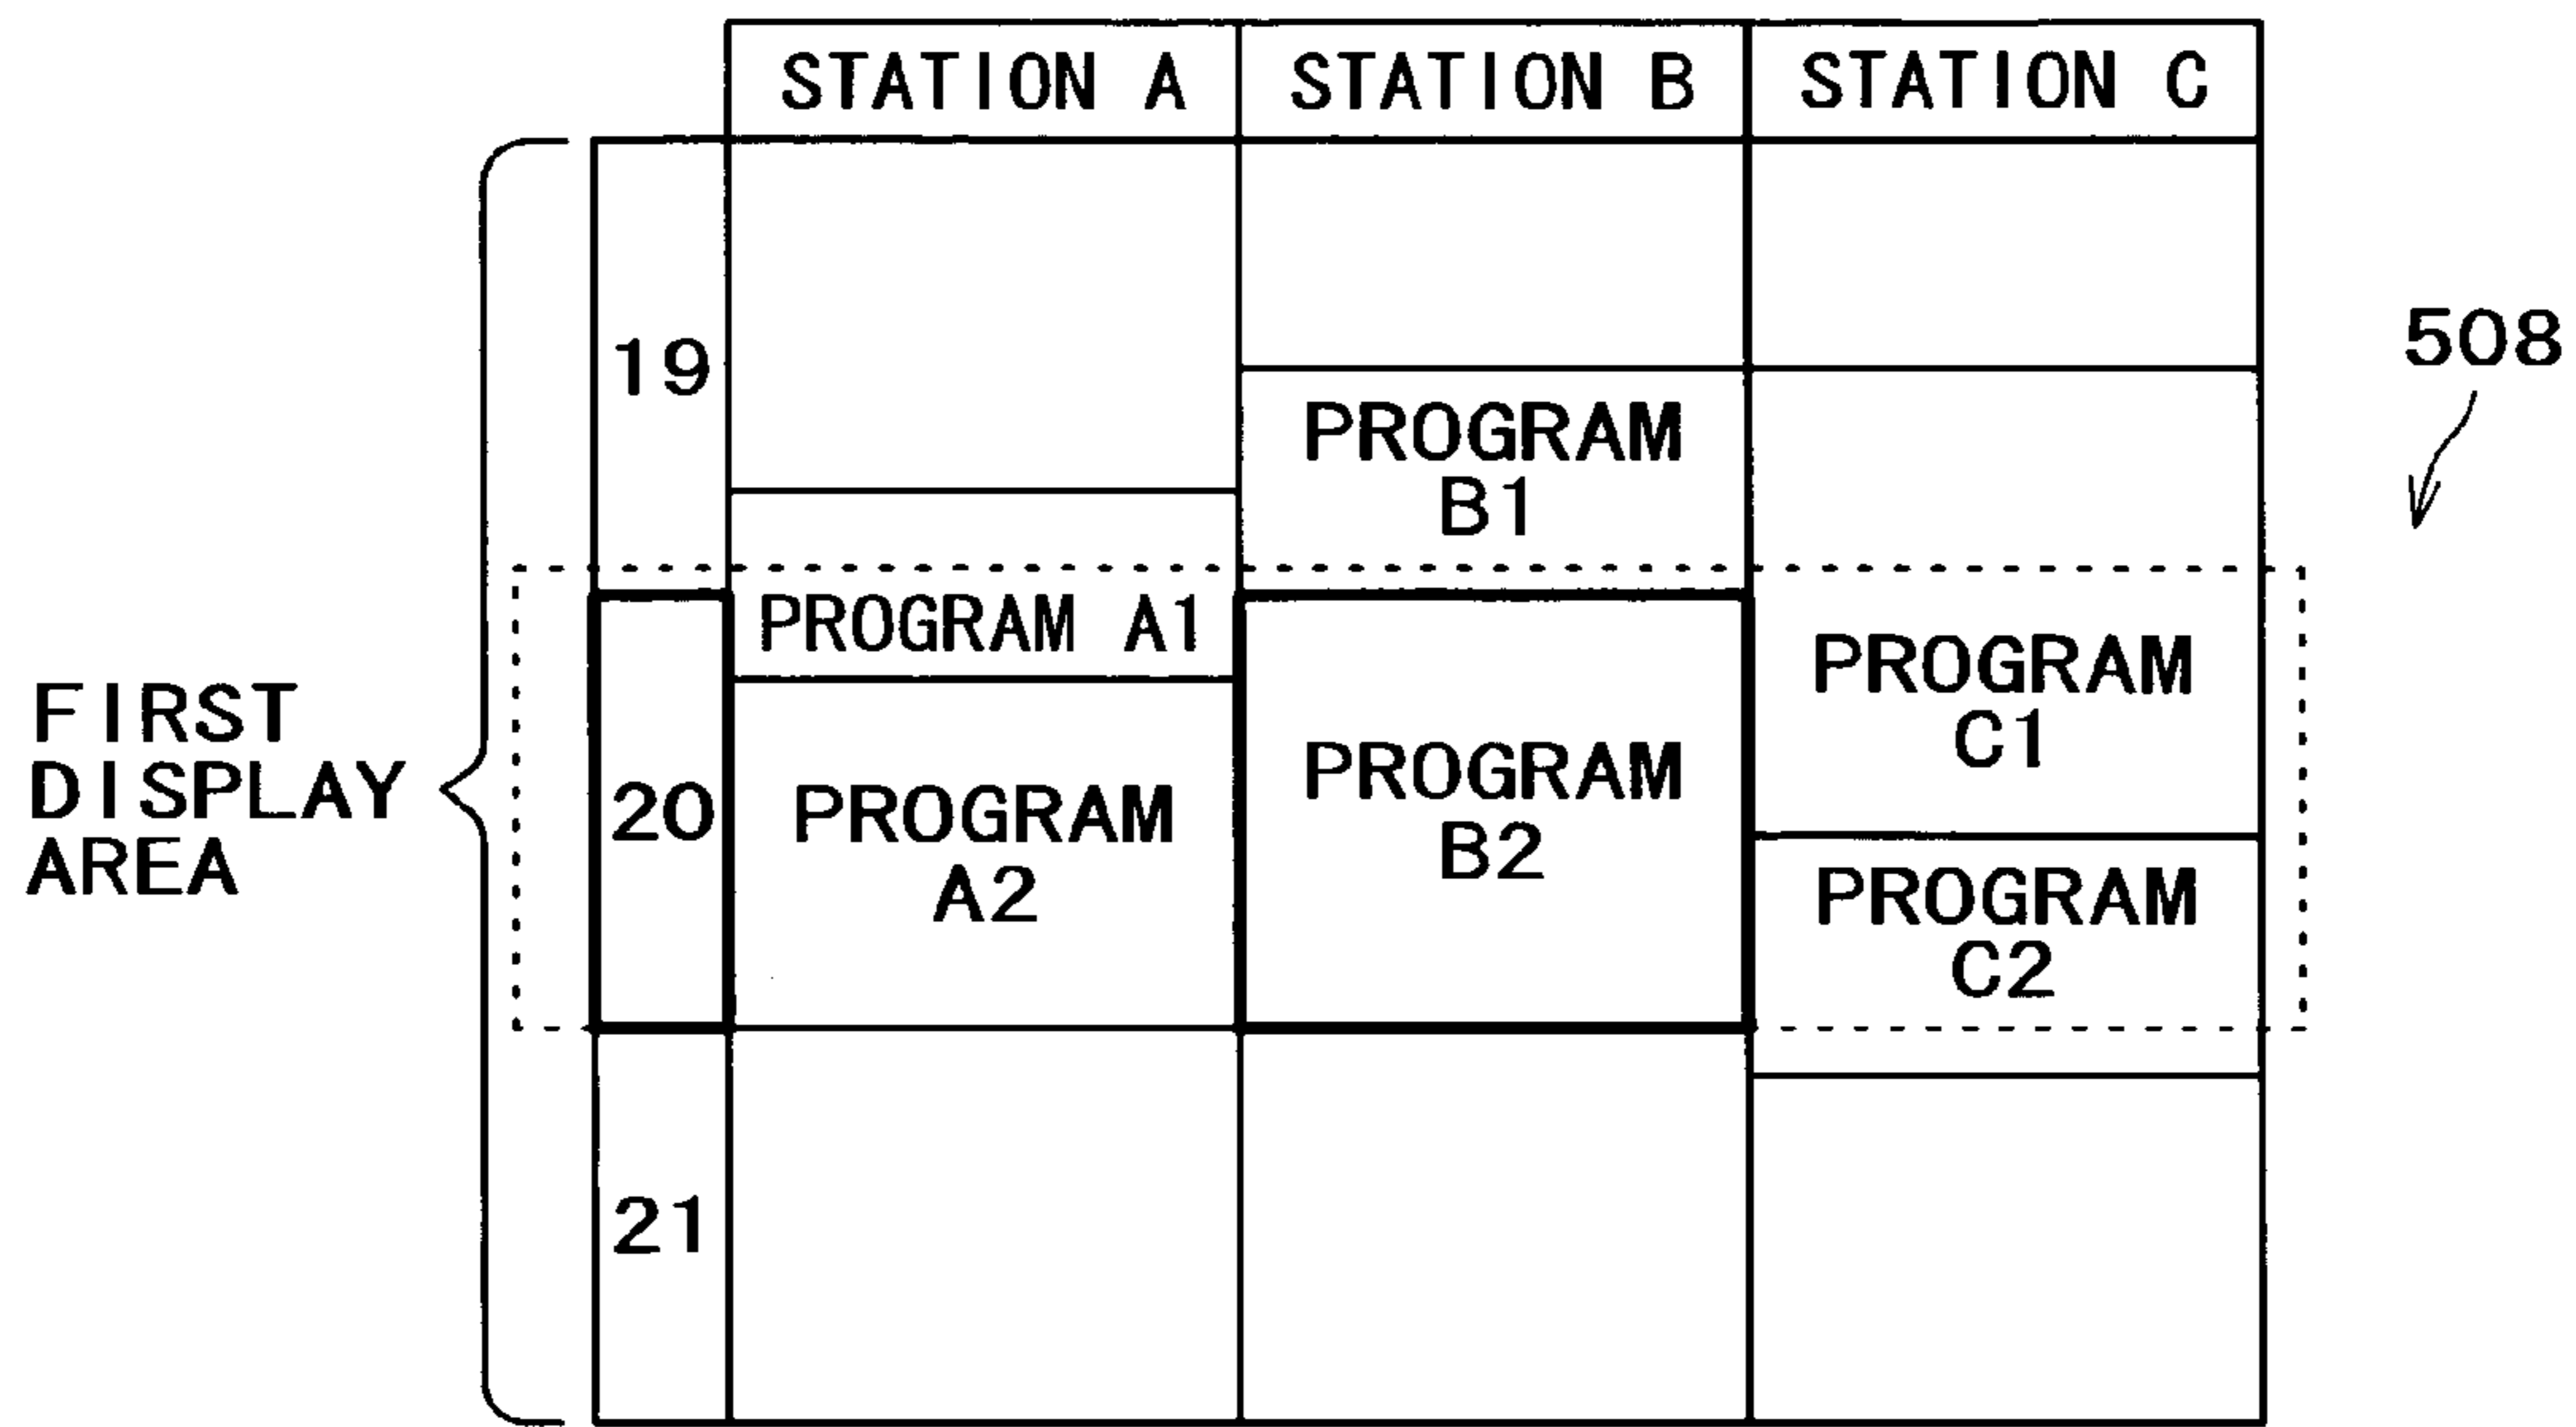 STATION A STATION B STATION C
19
508
PROGRAM
B1
PROGRAM A1
PROGRAM
C1
FIRST
DISPLAY
AREA
20
PROGRAM
A2
PROGRAM
B2
PROGRAM
C2
21